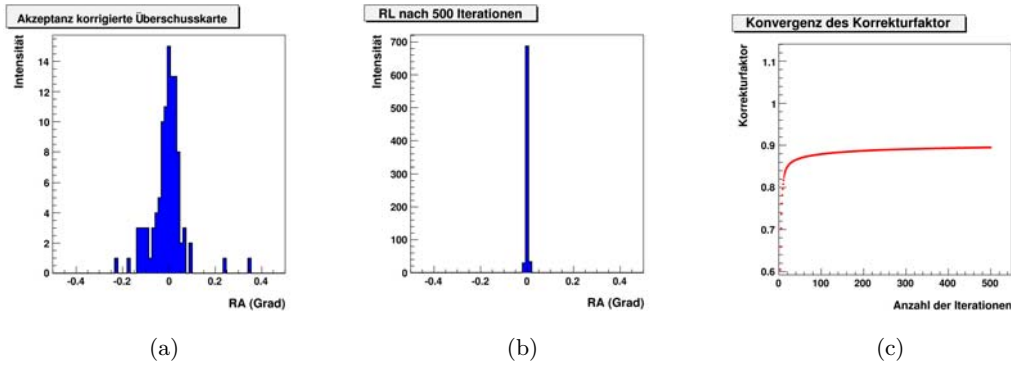 Akzeptanz korrigierte Überschusskarte
Intensität
14
12
10
8
6
4
2
0
-0.4 -0.2 0 0.2 0.4
RA (Grad)
(a)
RL nach 500 Iterationen
Intensität
700
600
500
400
300
200
100
0
-0.4 -0.2 0 0.2 0.4
RA (Grad)
(b)
Konvergenz des Korrekturfaktor
Korrekturfaktor
1.1
1
0.9
0.8
0.7
0.6
0 100 200 300 400 500
Anzahl der Iterationen
(c)